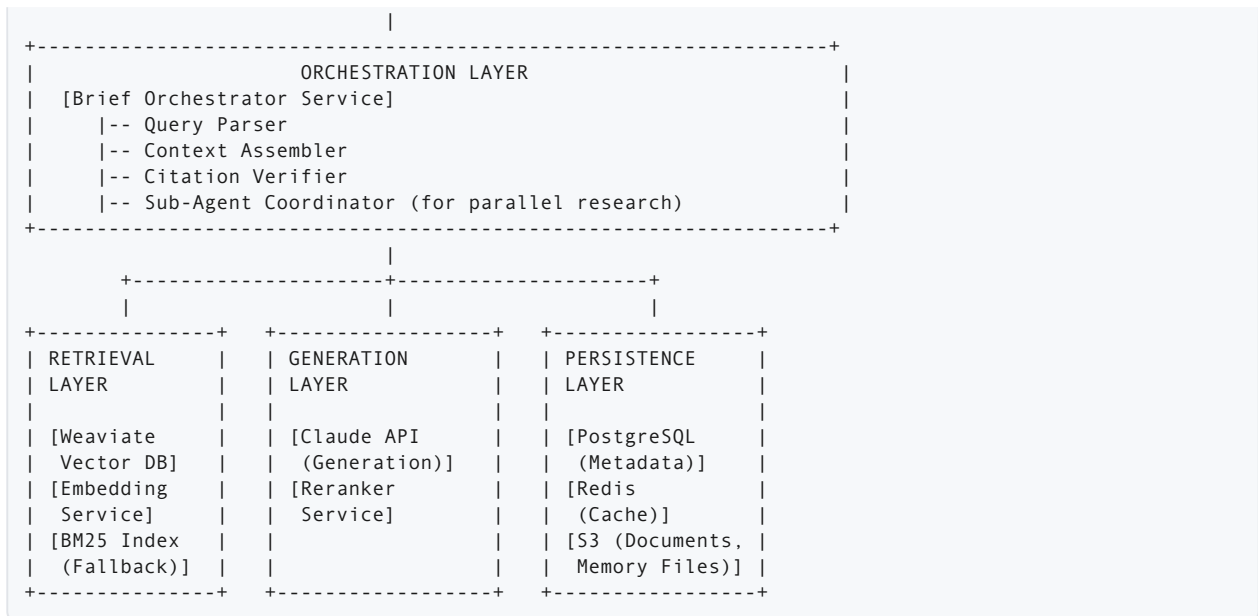 |
+------------------------------------------------------------------+
| ORCHESTRATION LAYER |
| [Brief Orchestrator Service] |
| |-- Query Parser |
| |-- Context Assembler |
| |-- Citation Verifier |
| |-- Sub-Agent Coordinator (for parallel research) |
+------------------------------------------------------------------+
|
+---------------------+---------------------+
| | |
+---------------+ +------------------+ +-----------------+
| RETRIEVAL | | GENERATION | | PERSISTENCE |
| LAYER | | LAYER | | LAYER |
| | | | | |
| [Weaviate | | [Claude API | | [PostgreSQL |
| Vector DB] | | (Generation)] | | (Metadata)] |
| [Embedding | | [Reranker | | [Redis |
| Service] | | Service] | | (Cache)] |
| [BM25 Index | | | | [S3 (Documents, |
| (Fallback)] | | | | Memory Files)] |
+---------------+ +------------------+ +-----------------+